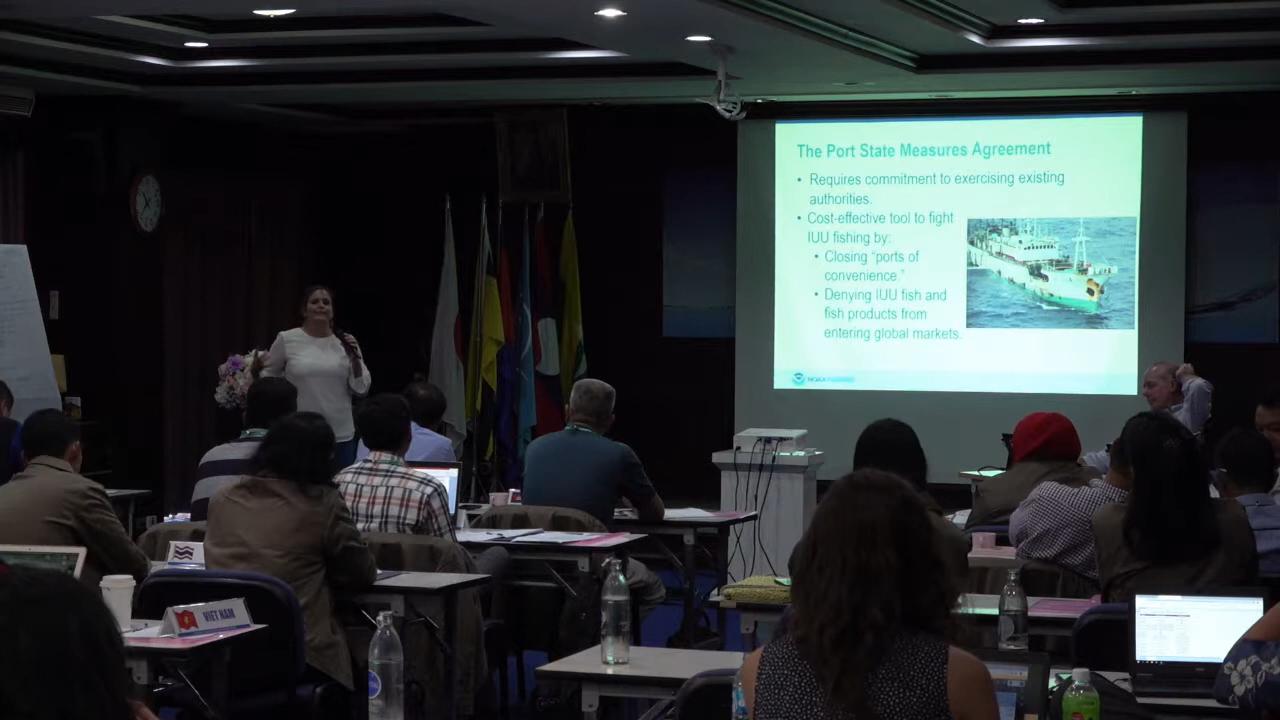 The Port State Measures Agreement
• Requires commitment to exercising existing
authorities.
• Cost-effective tool to fight
IUU fishing by:
• Closing "ports of
convenience."
• Denying IUU fish and
fish products from
entering global markets.
NOAA
VIET NAM